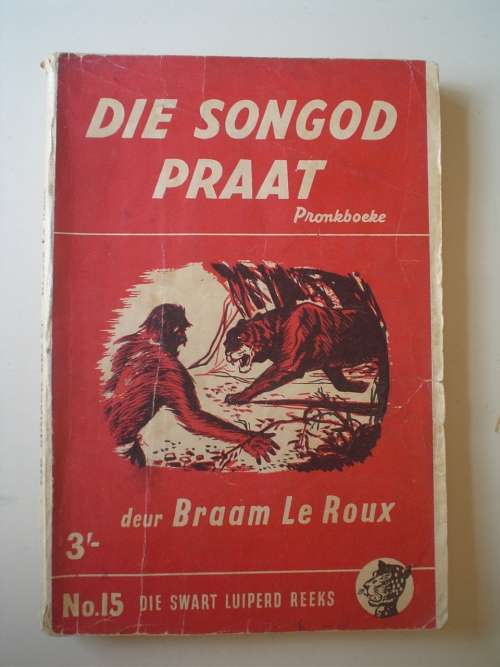 DIE SONGOD
PRAAT
Pronkboeke
deur Braam Le Roux
3'-
No.15 DIE SWART LUIPERD REEKS